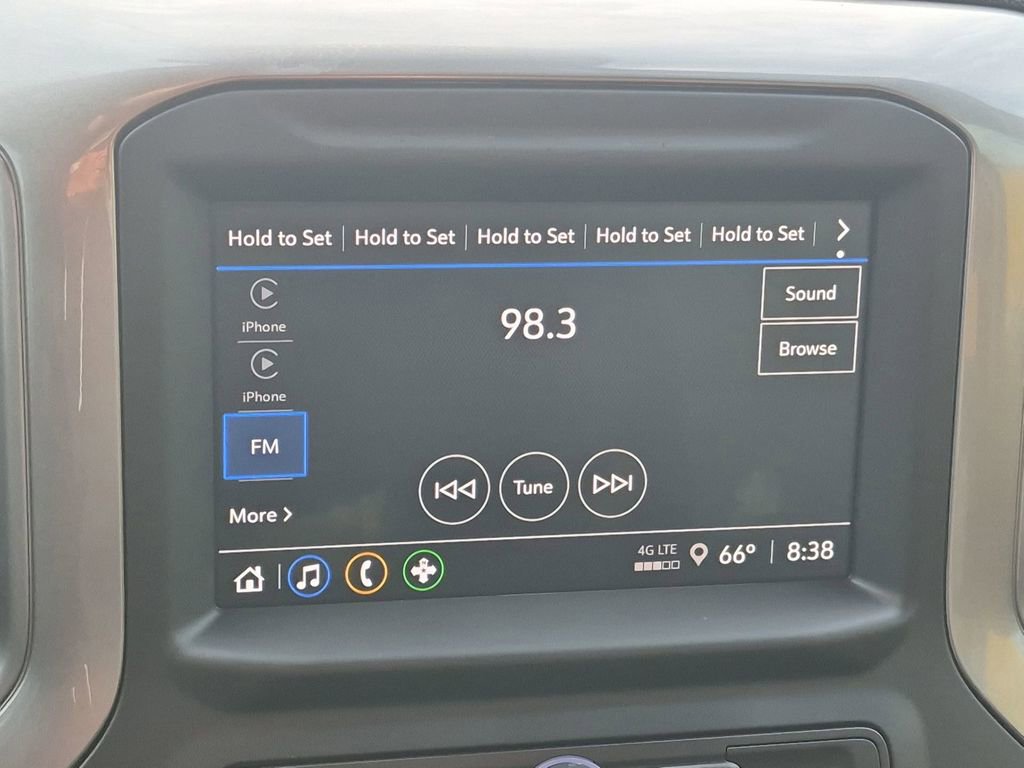 Hold to Set Hold to Set Hold to Set Hold to Set Hold to Set
iPhone
98.3
Sound
Browse
iPhone
FM
Tune
More
4G LTE
66° 8:38